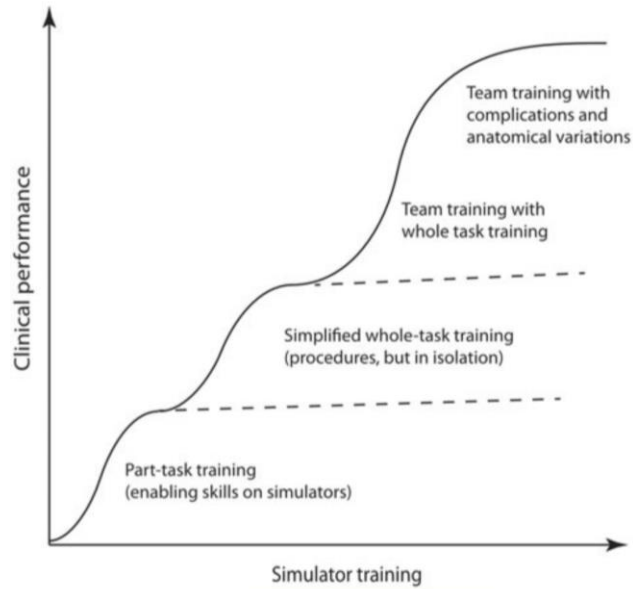 Team training with
complications and
anatomical variations
Team training with
whole task training
Simplified whole-task training
(procedures, but in isolation)
Part-task training
(enabling skills on simulators)
Clinical performance
Simulator training